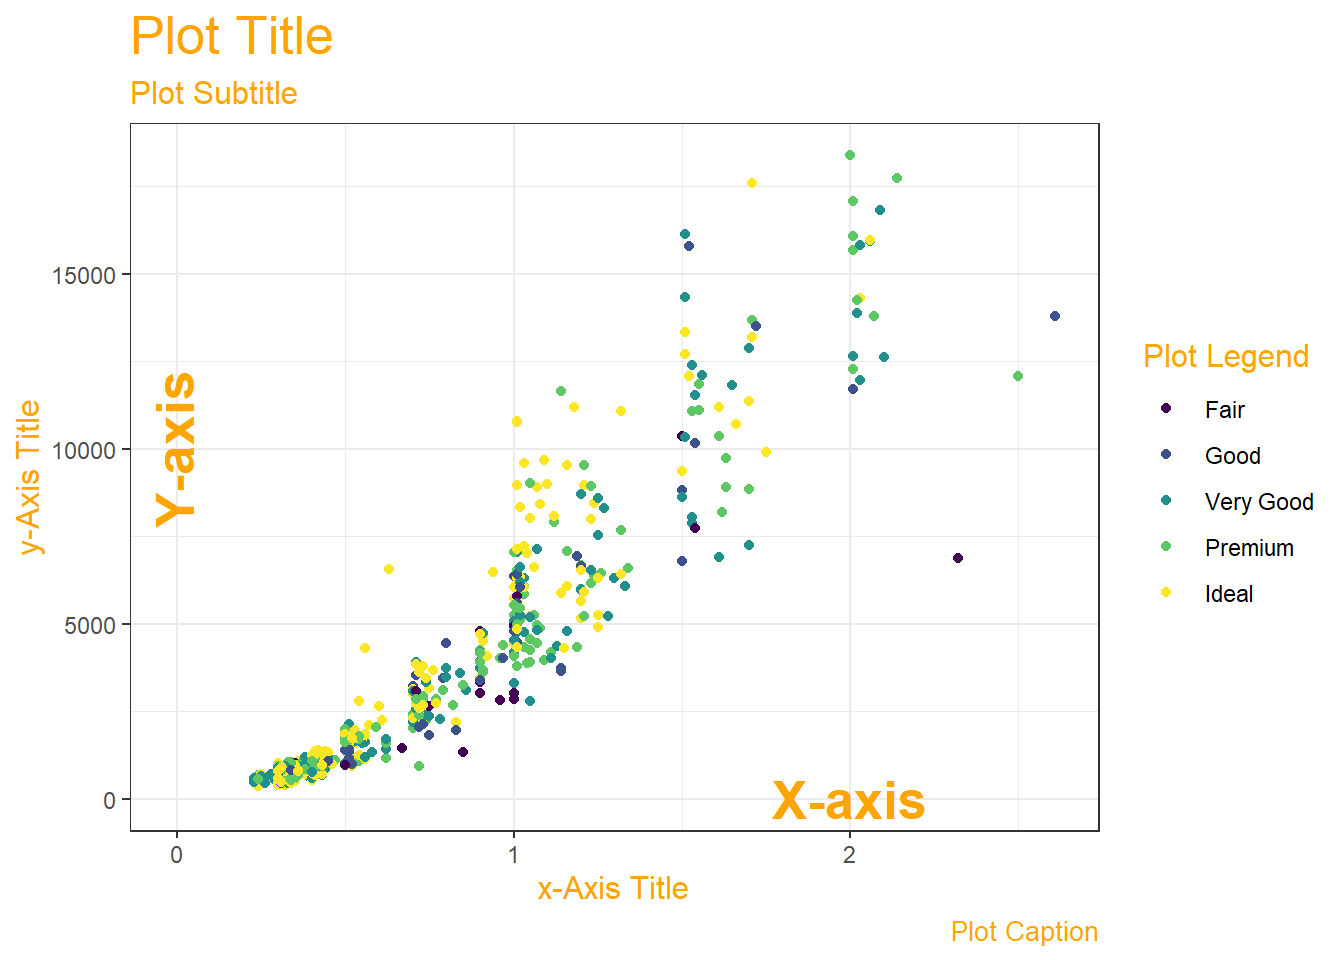 Plot Title
Plot Subtitle
15000
10000
5000
0
y-Axis Title
Y-axis
X-axis
0
1
2
x-Axis Title
Plot Legend
Fair
Good
Very Good
Premium
Ideal
Plot Caption